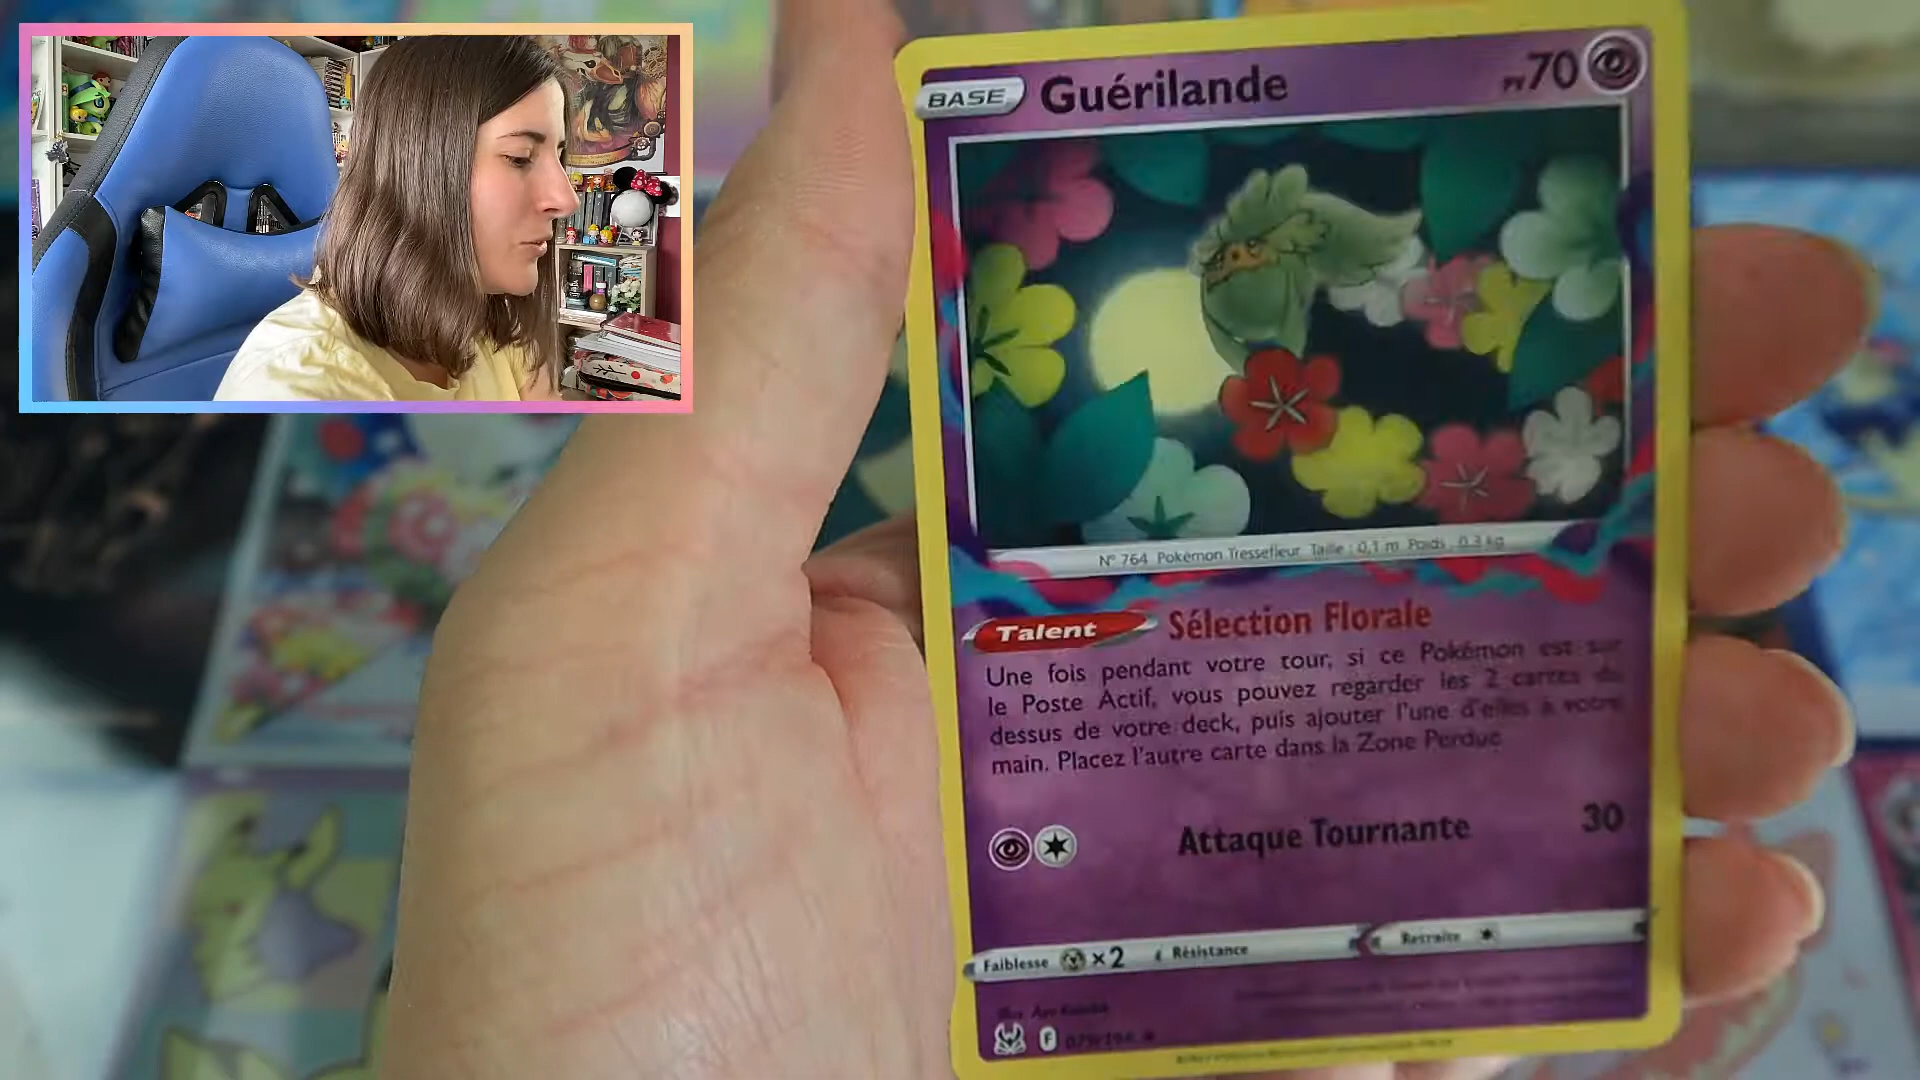 BASE Guérilande PV70
N° 764 Pokémon Tressefleur Taille : 0,1 m Poids : 0.3 kg
Talent Sélection Florale
Une fois pendant votre tour, si ce Pokémon est sur
le Poste Actif, vous pouvez regarder les 2 cartes du
dessus de votre deck, puis ajouter l'une d'elles à votre
main. Placez l'autre carte dans la Zone Perdue
Attaque Tournante 30
Faiblesse ×2 Résistance Retraite
Illus.
F 079/196